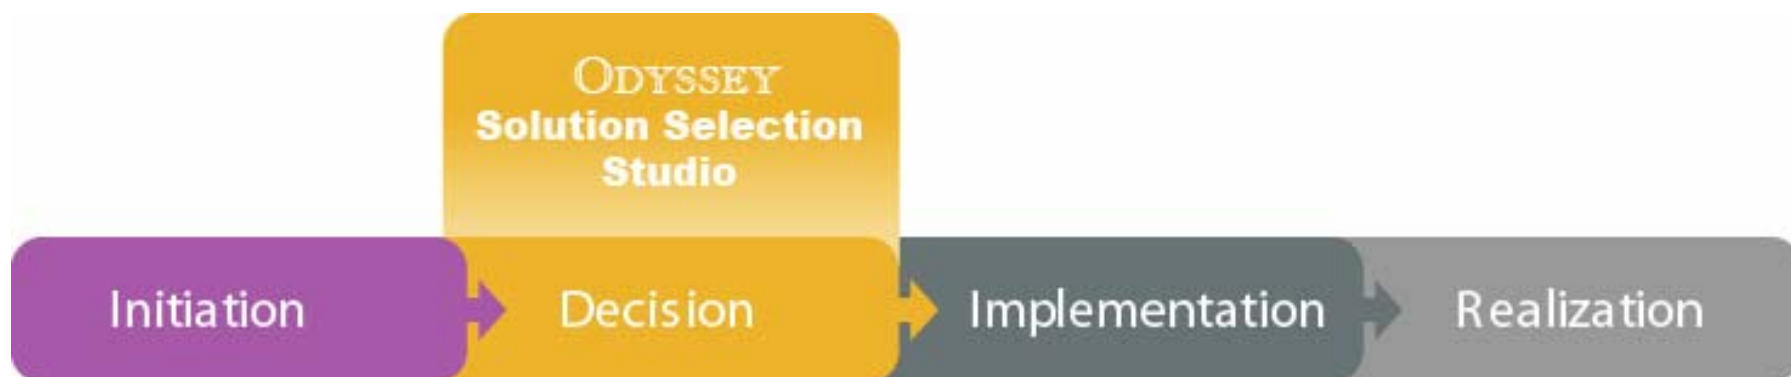 ODYSSEY
Solution Selection
Studio
Initiation
Decision
Implementation
Realization